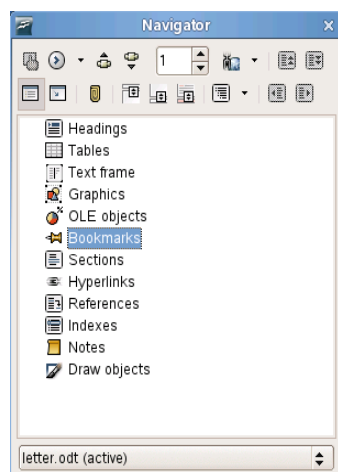 Navigator
1
Headings
Tables
Text frame
Graphics
OLE objects
Bookmarks
Sections
Hyperlinks
References
Indexes
Notes
Draw objects
letter.odt (active)